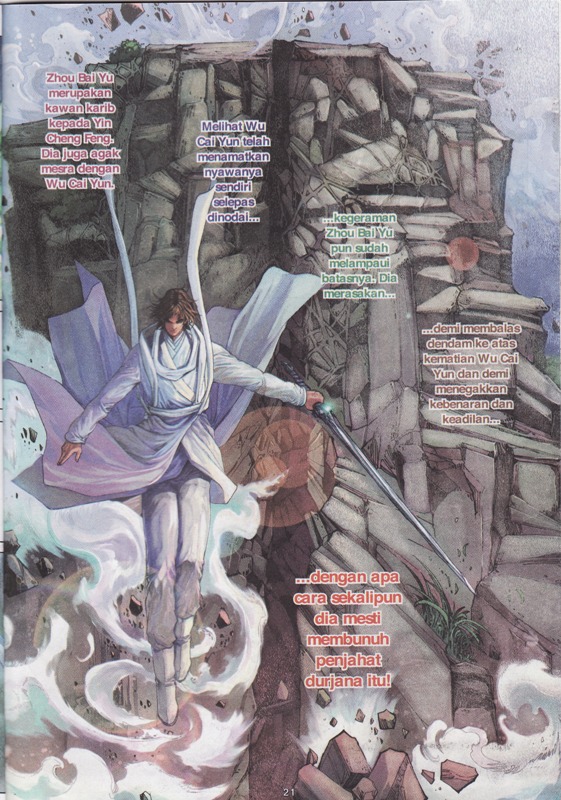 Zhou Bai Yu
merupakan
kawan karib
kepada Yin
Cheng Feng.
Dia juga agak
mesra dengan
Wu Cai Yun.
Melihat Wu
Cai Yun telah
menamatkan
nyawanya
sendiri
selepas
dinodai...
...kegeraman
Zhou Bai Yu
pun sudah
melampaui
batasnya. Dia
merasakan...
...demi membalas
dendam ke atas
kematian Wu Cai
Yun dan demi
menegakkan
kebenaran dan
keadilan...
...dengan apa
cara sekalipun
dia mesti
membunuh
penjahat
durjana itu!
21